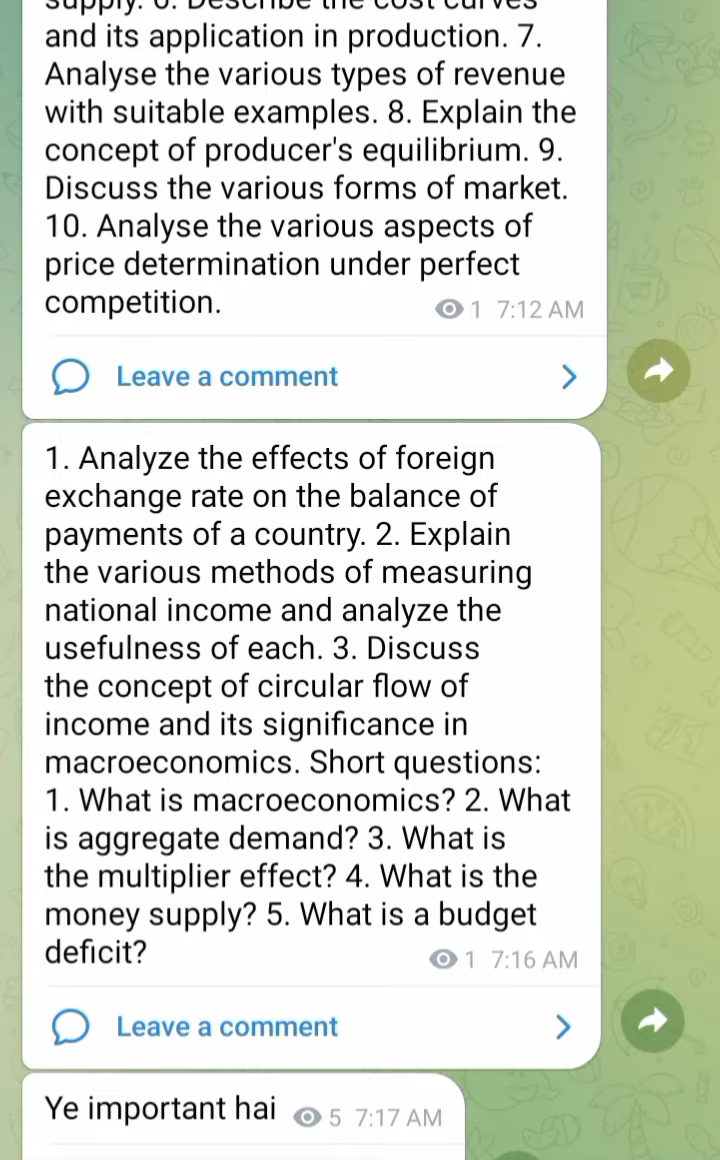 supply. 6. Describe the cost curves
and its application in production. 7.
Analyse the various types of revenue
with suitable examples. 8. Explain the
concept of producer's equilibrium. 9.
Discuss the various forms of market.
10. Analyse the various aspects of
price determination under perfect
competition.
1 7:12 AM
Leave a comment
1. Analyze the effects of foreign
exchange rate on the balance of
payments of a country. 2. Explain
the various methods of measuring
national income and analyze the
usefulness of each. 3. Discuss
the concept of circular flow of
income and its significance in
macroeconomics. Short questions:
1. What is macroeconomics? 2. What
is aggregate demand? 3. What is
the multiplier effect? 4. What is the
money supply? 5. What is a budget
deficit?
1 7:16 AM
Leave a comment
Ye important hai 5 7:17 AM